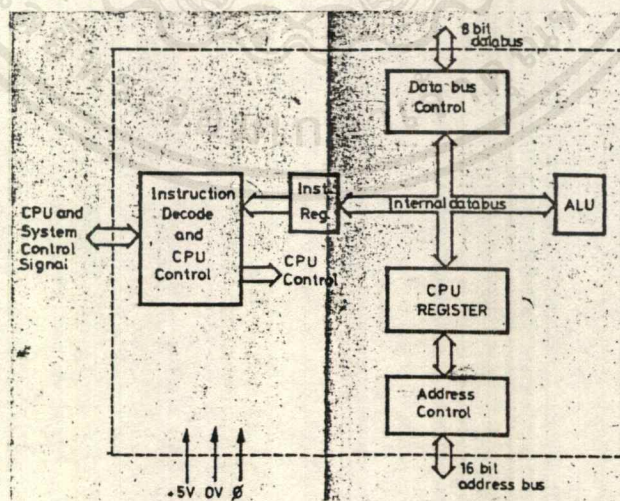 8 bit
databus
Data-bus
Control
Instruction
Decode
and
CPU
Control
Inst.
Reg.
Internal databus
ALU
CPU and
System
Control
Signal
CPU
Control
CPU
REGISTER
Address
Control
+5V 0V Ø
16 bit
address bus